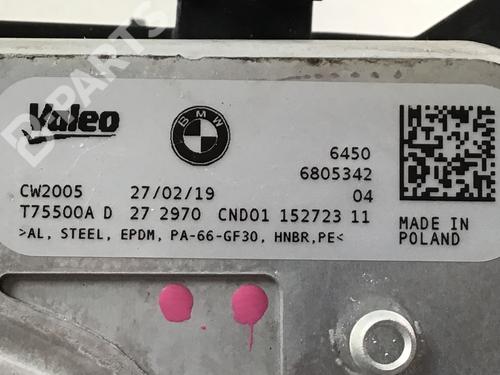 B-PARTS
Valeo
BMW
6450
6805342
CW2005 27/02/19 04
T75500A D 27 2970 CND01 152723 11
>AL, STEEL, EPDM, PA-66-GF30, HNBR,PE<
MADE IN
POLAND